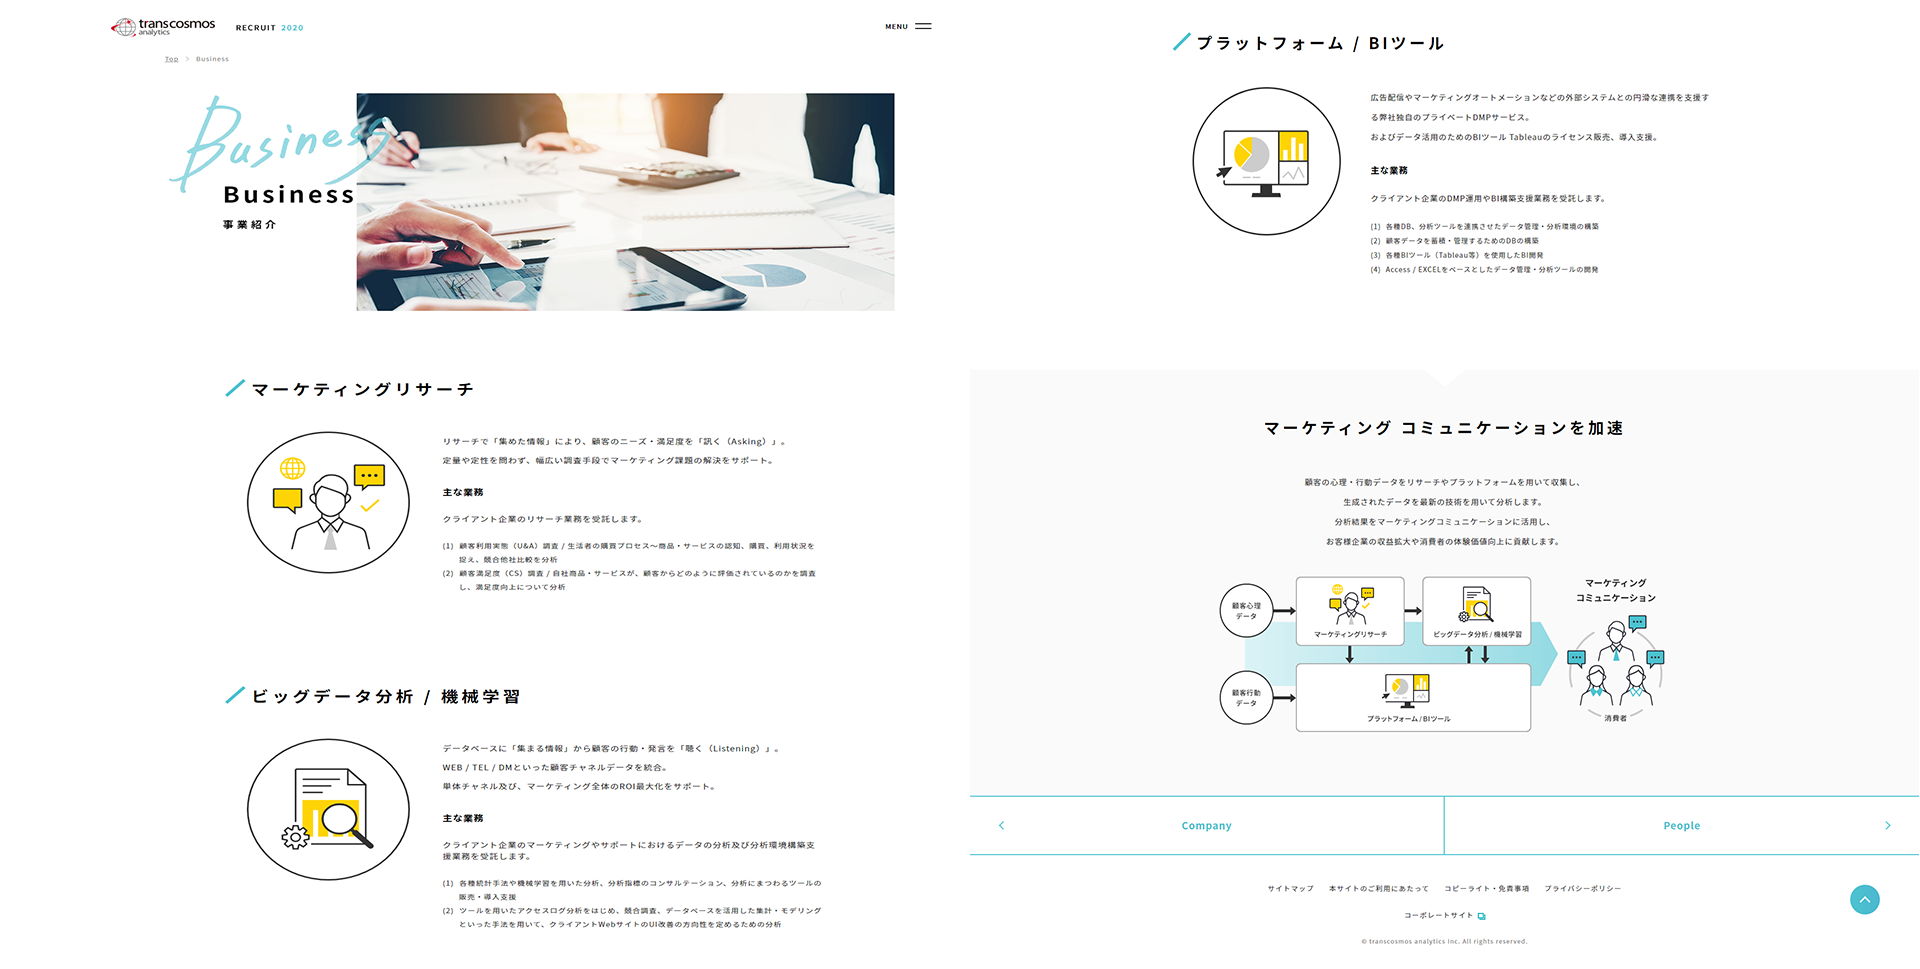 transcosmos
analytics
RECRUIT 2020
MENU
Top > Business
Business
Business
事業紹介
マーケティングリサーチ
リサーチで「集めた情報」により、顧客のニーズ・満足度を「訊く（Asking）」。
定量や定性を問わず、幅広い調査手段でマーケティング課題の解決をサポート。
主な業務
クライアント企業のリサーチ業務を受託します。
(1) 顧客利用実態（U&A）調査 / 生活者の購買プロセス〜商品・サービスの認知、購買、利用状況を
捉え、競合他社比較を分析
(2) 顧客満足度（CS）調査 / 自社商品・サービスが、顧客からどのように評価されているのかを調査
し、満足度向上について分析
ビッグデータ分析 / 機械学習
データベースに「集まる情報」から顧客の行動・発言を「聴く（Listening）」。
WEB / TEL / DMといった顧客チャネルデータを統合。
単体チャネル及び、マーケティング全体のROI最大化をサポート。
主な業務
クライアント企業のマーケティングやサポートにおけるデータの分析及び分析環境構築支
援業務を受託します。
(1) 各種統計手法や機械学習を用いた分析、分析指標のコンサルテーション、分析にまつわるツールの
販売・導入支援
(2) ツールを用いたアクセスログ分析をはじめ、競合調査、データベースを活用した集計・モデリング
といった手法を用いて、クライアントWebサイトのUI改善の方向性を定めるための分析
プラットフォーム / BIツール
広告配信やマーケティングオートメーションなどの外部システムとの円滑な連携を支援す
る弊社独自のプライベートDMPサービス。
およびデータ活用のためのBIツール Tableauのライセンス販売、導入支援。
主な業務
クライアント企業のDMP運用やBI構築支援業務を受託します。
(1) 各種DB、分析ツールを連携させたデータ管理・分析環境の構築
(2) 顧客データを蓄積・管理するためのDBの構築
(3) 各種BIツール（Tableau等）を使用したBI開発
(4) Access / EXCELをベースとしたデータ管理・分析ツールの開発
マーケティング コミュニケーションを加速
顧客の心理・行動データをリサーチやプラットフォームを用いて収集し、
生成されたデータを最新の技術を用いて分析します。
分析結果をマーケティングコミュニケーションに活用し、
お客様企業の収益拡大や消費者の体験価値向上に貢献します。
顧客心理
データ
マーケティングリサーチ
ビッグデータ分析 / 機械学習
マーケティング
コミュニケーション
顧客行動
データ
プラットフォーム / BIツール
消費者
Company
People
サイトマップ 本サイトのご利用にあたって コピーライト・免責事項 プライバシーポリシー
コーポレートサイト
© transcosmos analytics Inc. All rights reserved.